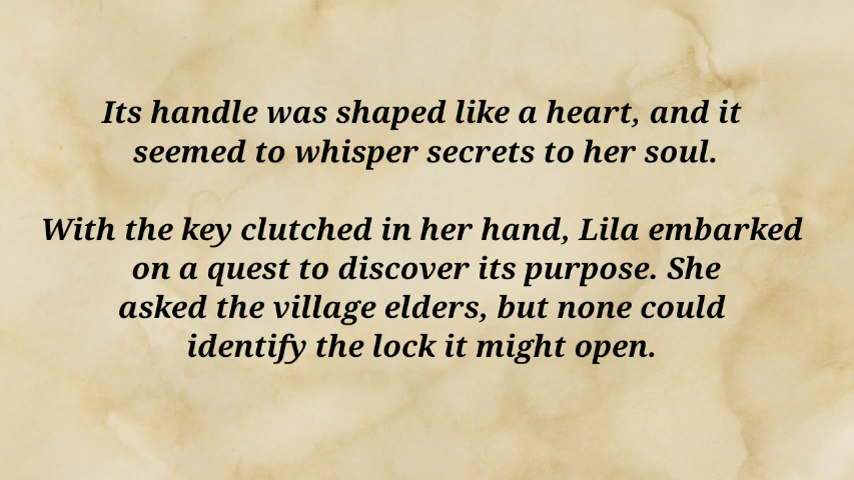 Its handle was shaped like a heart, and it
seemed to whisper secrets to her soul.
With the key clutched in her hand, Lila embarked
on a quest to discover its purpose. She
asked the village elders, but none could
identify the lock it might open.